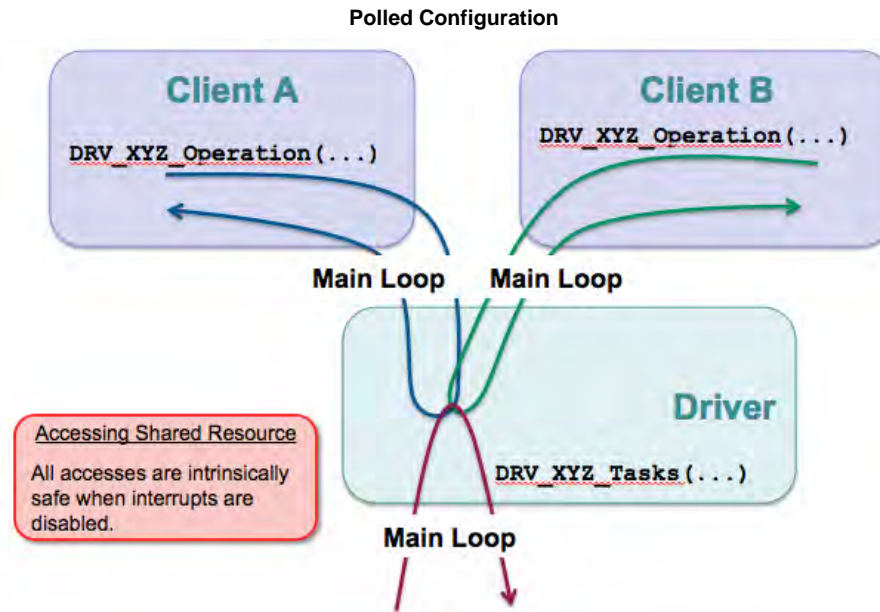 Polled Configuration
Client A
Client B
DRV_XYZ_Operation(...)
DRV_XYZ_Operation(...)
Main Loop
Main Loop
Driver
Accessing Shared Resource
All accesses are intrinsically
safe when interrupts are
disabled.
DRV_XYZ_Tasks(...)
Main Loop